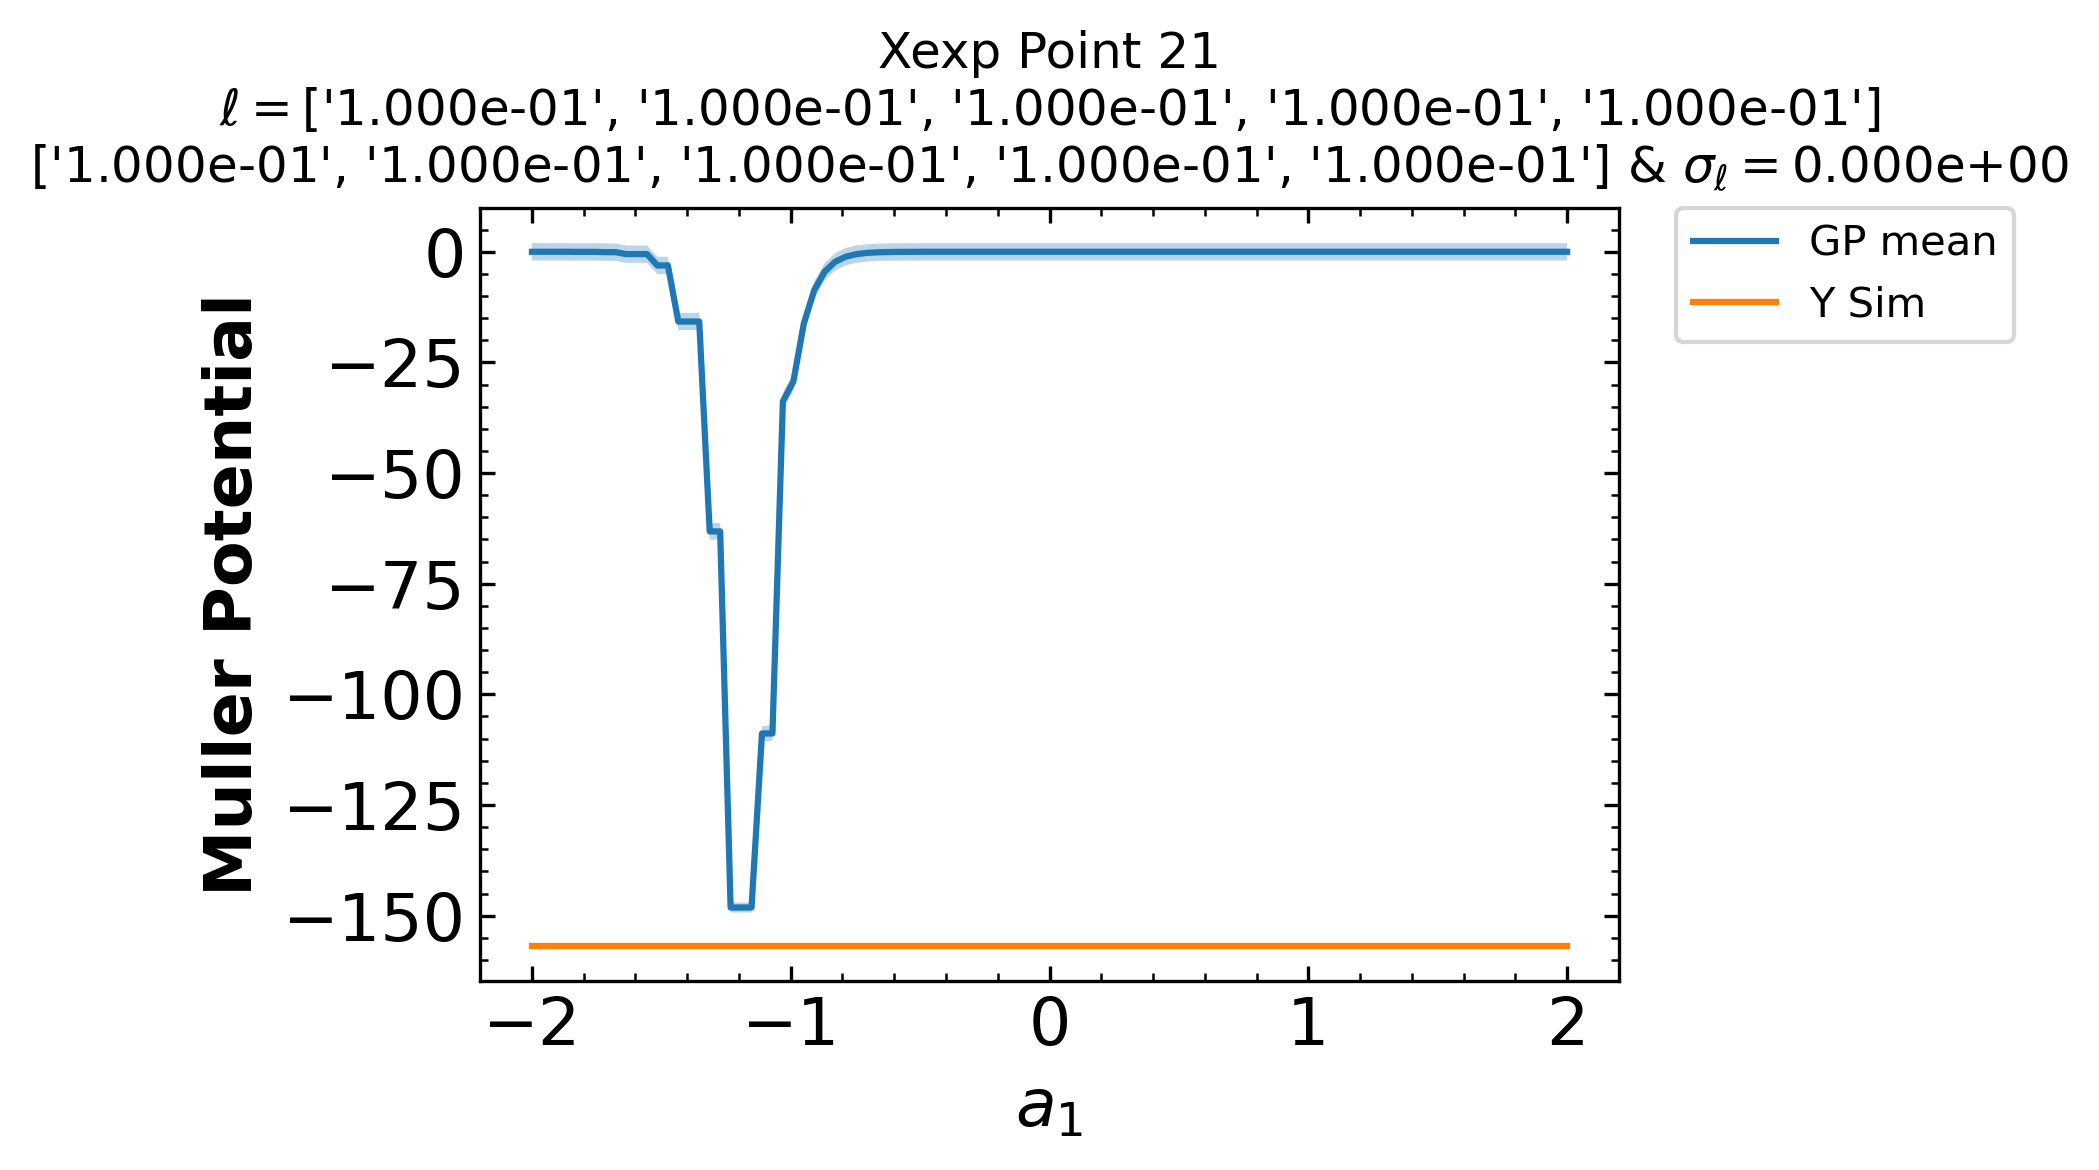 Xexp Point 21
ℓ = ['1.000e-01', '1.000e-01', '1.000e-01', '1.000e-01', '1.000e-01']
['1.000e-01', '1.000e-01', '1.000e-01', '1.000e-01', '1.000e-01'] & σℓ = 0.000e+00
GP mean
Y Sim
Muller Potential
0
−25
−50
−75
−100
−125
−150
−2 −1 0 1 2
a₁